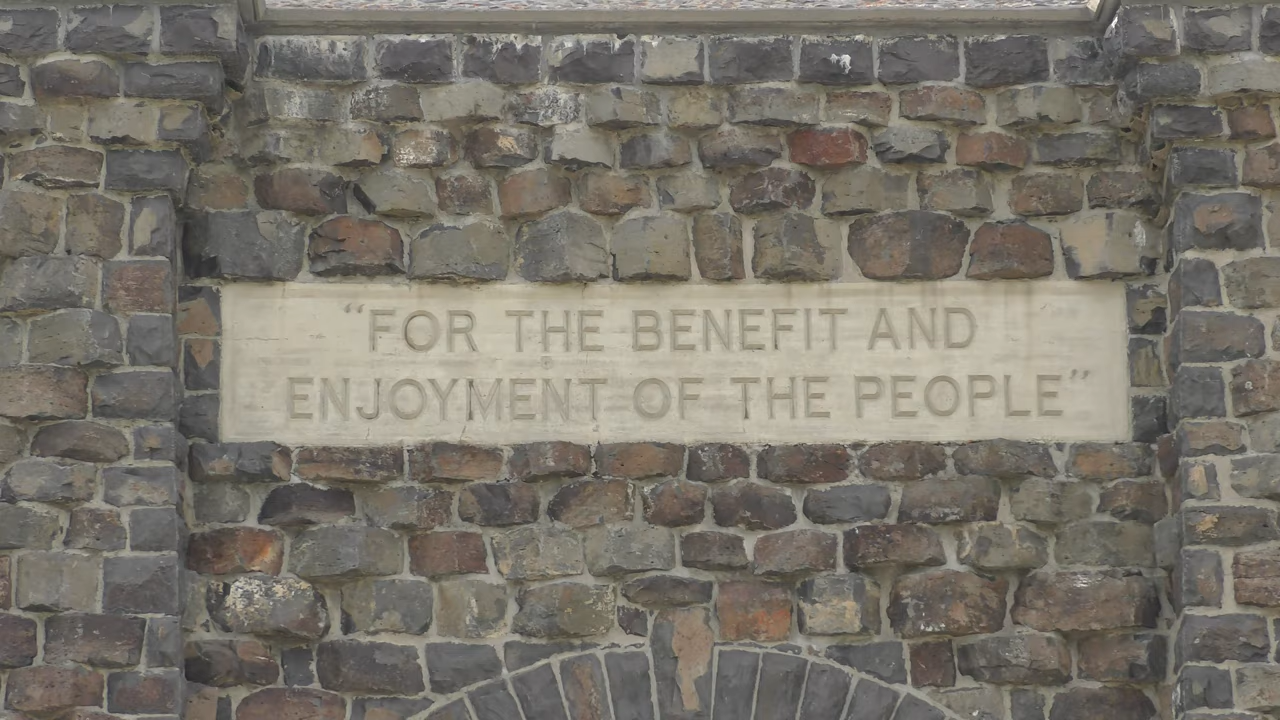 “FOR THE BENEFIT AND
ENJOYMENT OF THE PEOPLE”